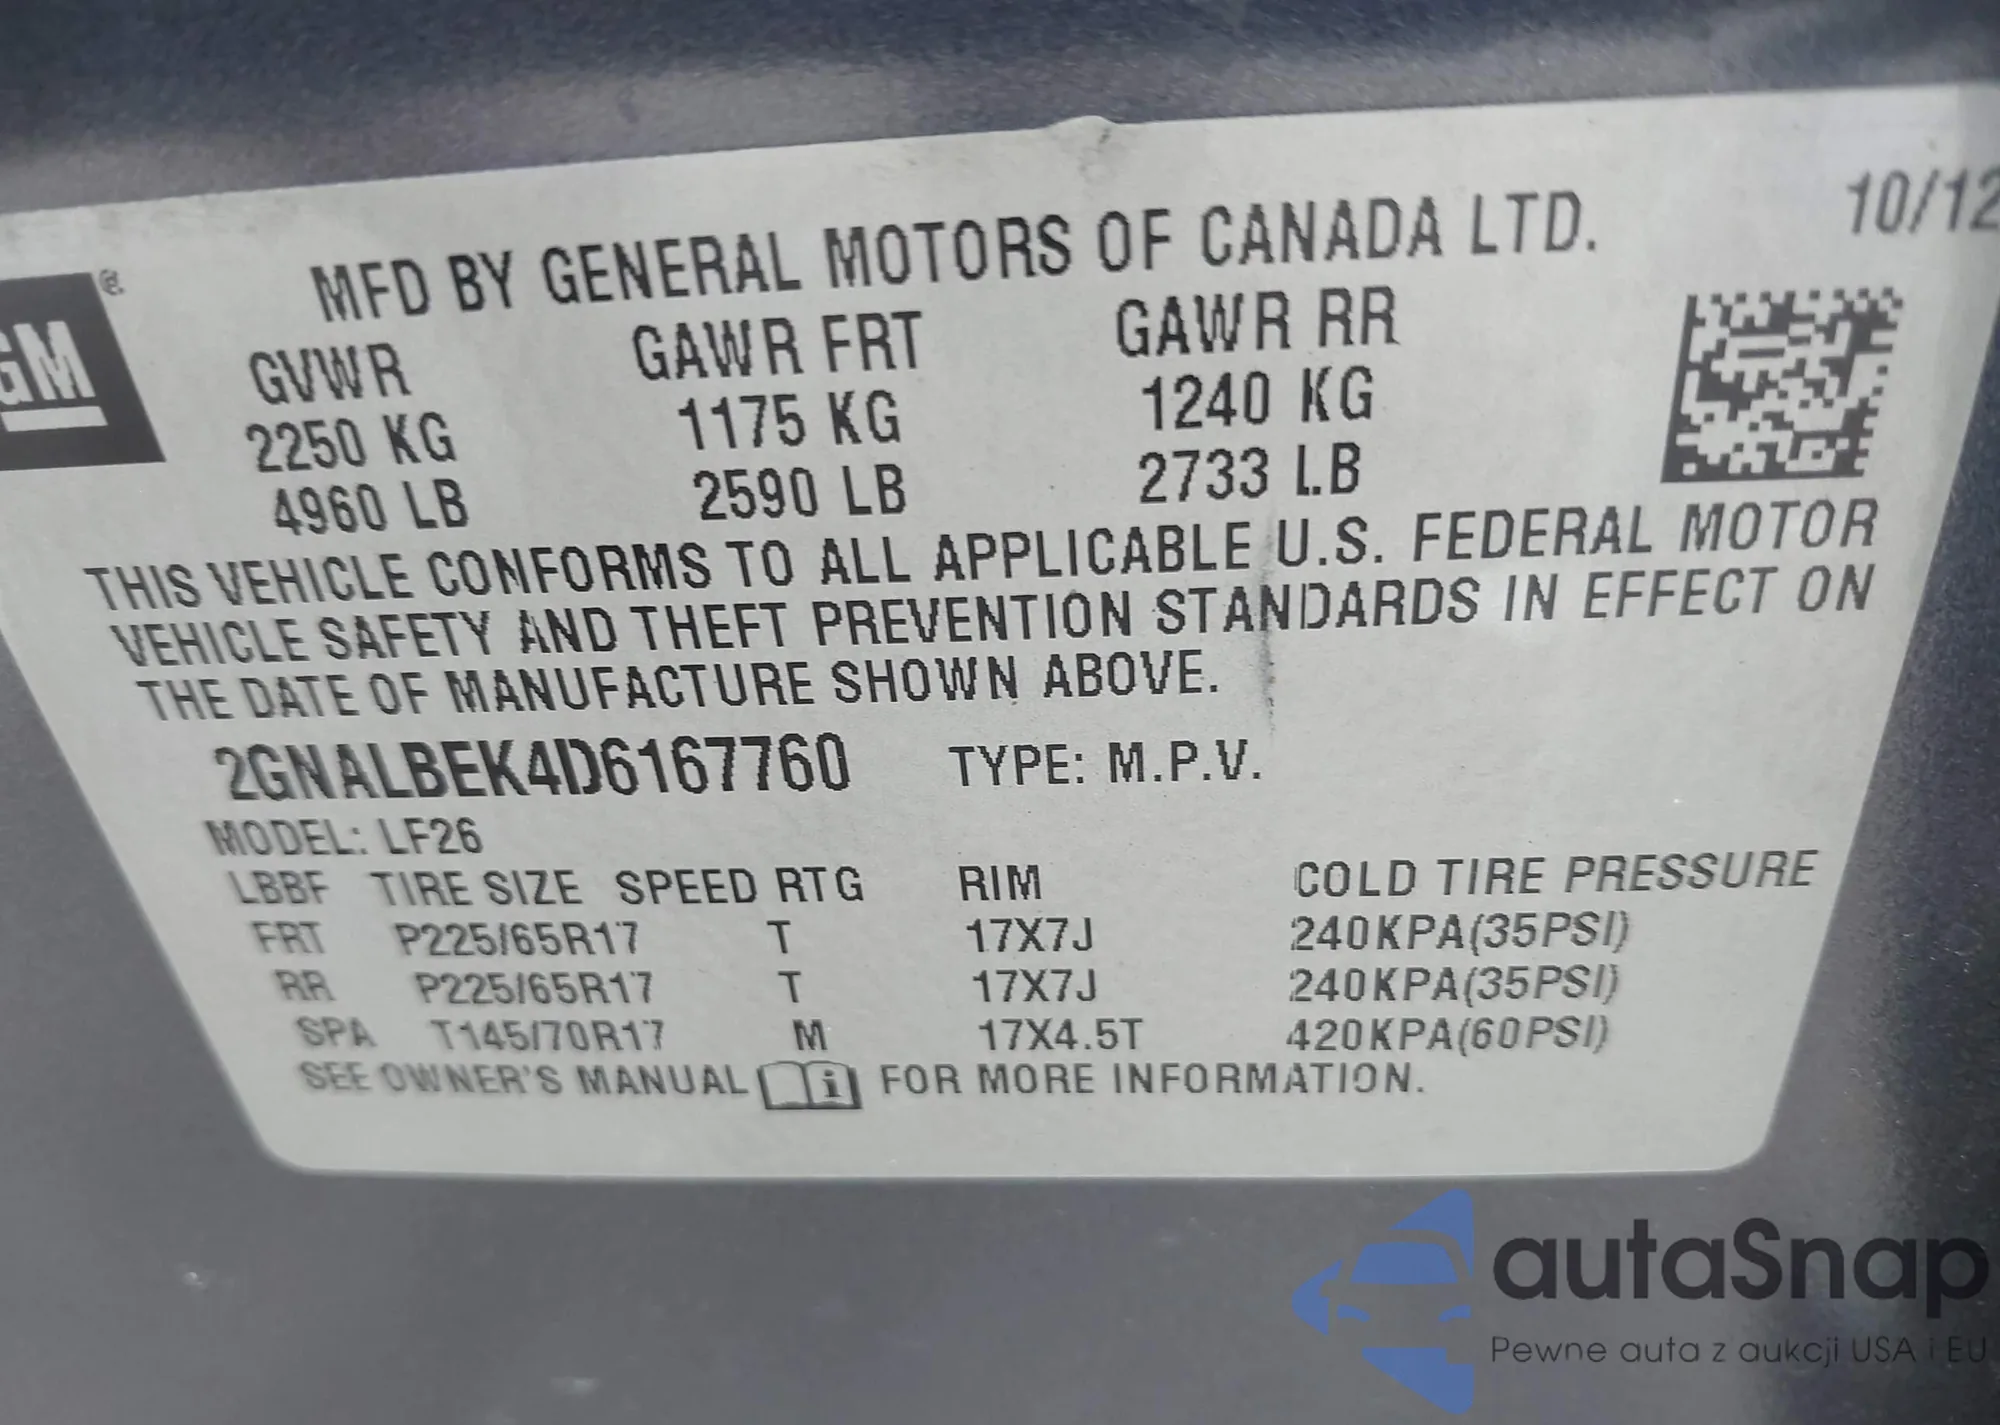 10/12
MFD BY GENERAL MOTORS OF CANADA LTD.
GM®
GVWR GAWR FRT GAWR RR
2250 KG 1175 KG 1240 KG
4960 LB 2590 LB 2733 LB
THIS VEHICLE CONFORMS TO ALL APPLICABLE U.S. FEDERAL MOTOR
VEHICLE SAFETY AND THEFT PREVENTION STANDARDS IN EFFECT ON
THE DATE OF MANUFACTURE SHOWN ABOVE.
2GNALBEK4D6167760 TYPE: M.P.V.
MODEL: LF26
LBBF TIRE SIZE SPEED RTG RIM COLD TIRE PRESSURE
FRT P225/65R17 T 17X7J 240KPA(35PSI)
RR P225/65R17 T 17X7J 240KPA(35PSI)
SPA T145/70R17 M 17X4.5T 420KPA(60PSI)
SEE OWNER'S MANUAL i FOR MORE INFORMATION.
autaSnap
Pewne auta z aukcji USA i EU